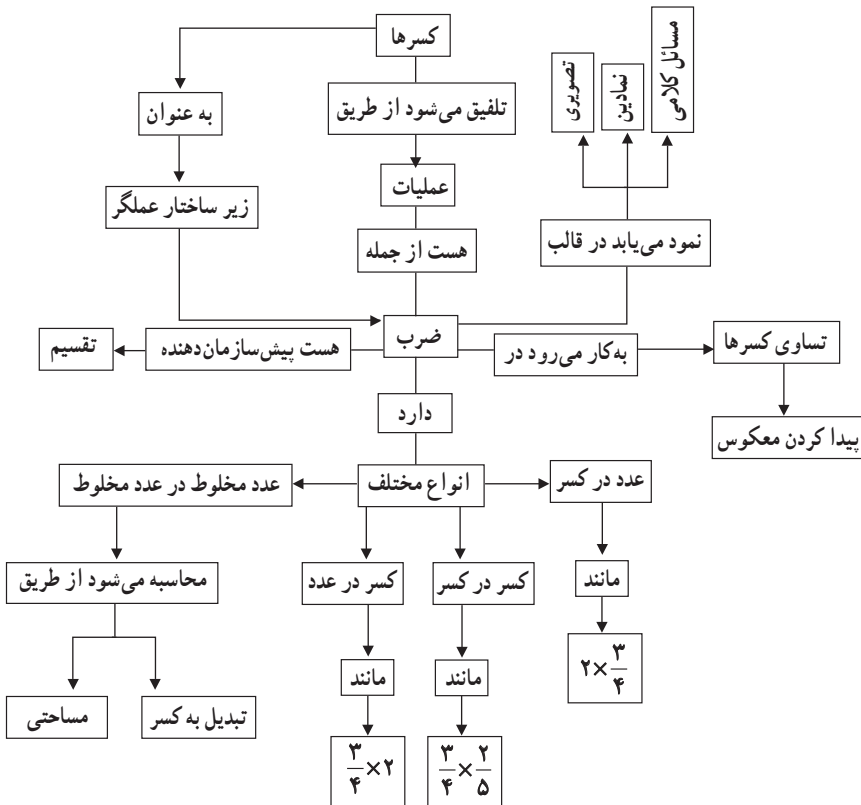 کسرها
مسائل کلامی
نمادین
تصویری
به عنوان
تلفیق می‌شود از طریق
عملیات
زیر ساختار عملگر
هست از جمله
نمود می‌یابد در قالب
ضرب
هست پیش‌سازمان‌دهنده
تقسیم
به‌کار می‌رود در
تساوی کسرها
پیدا کردن معکوس
دارد
انواع مختلف
عدد در کسر
عدد مخلوط در عدد مخلوط
کسر در کسر
کسر در عدد
محاسبه می‌شود از طریق
مانند
۲ × ۳/۴
مانند
مانند
تبدیل به کسر
مساحتی
۳/۴ × ۲/۵
۳/۴ × ۲